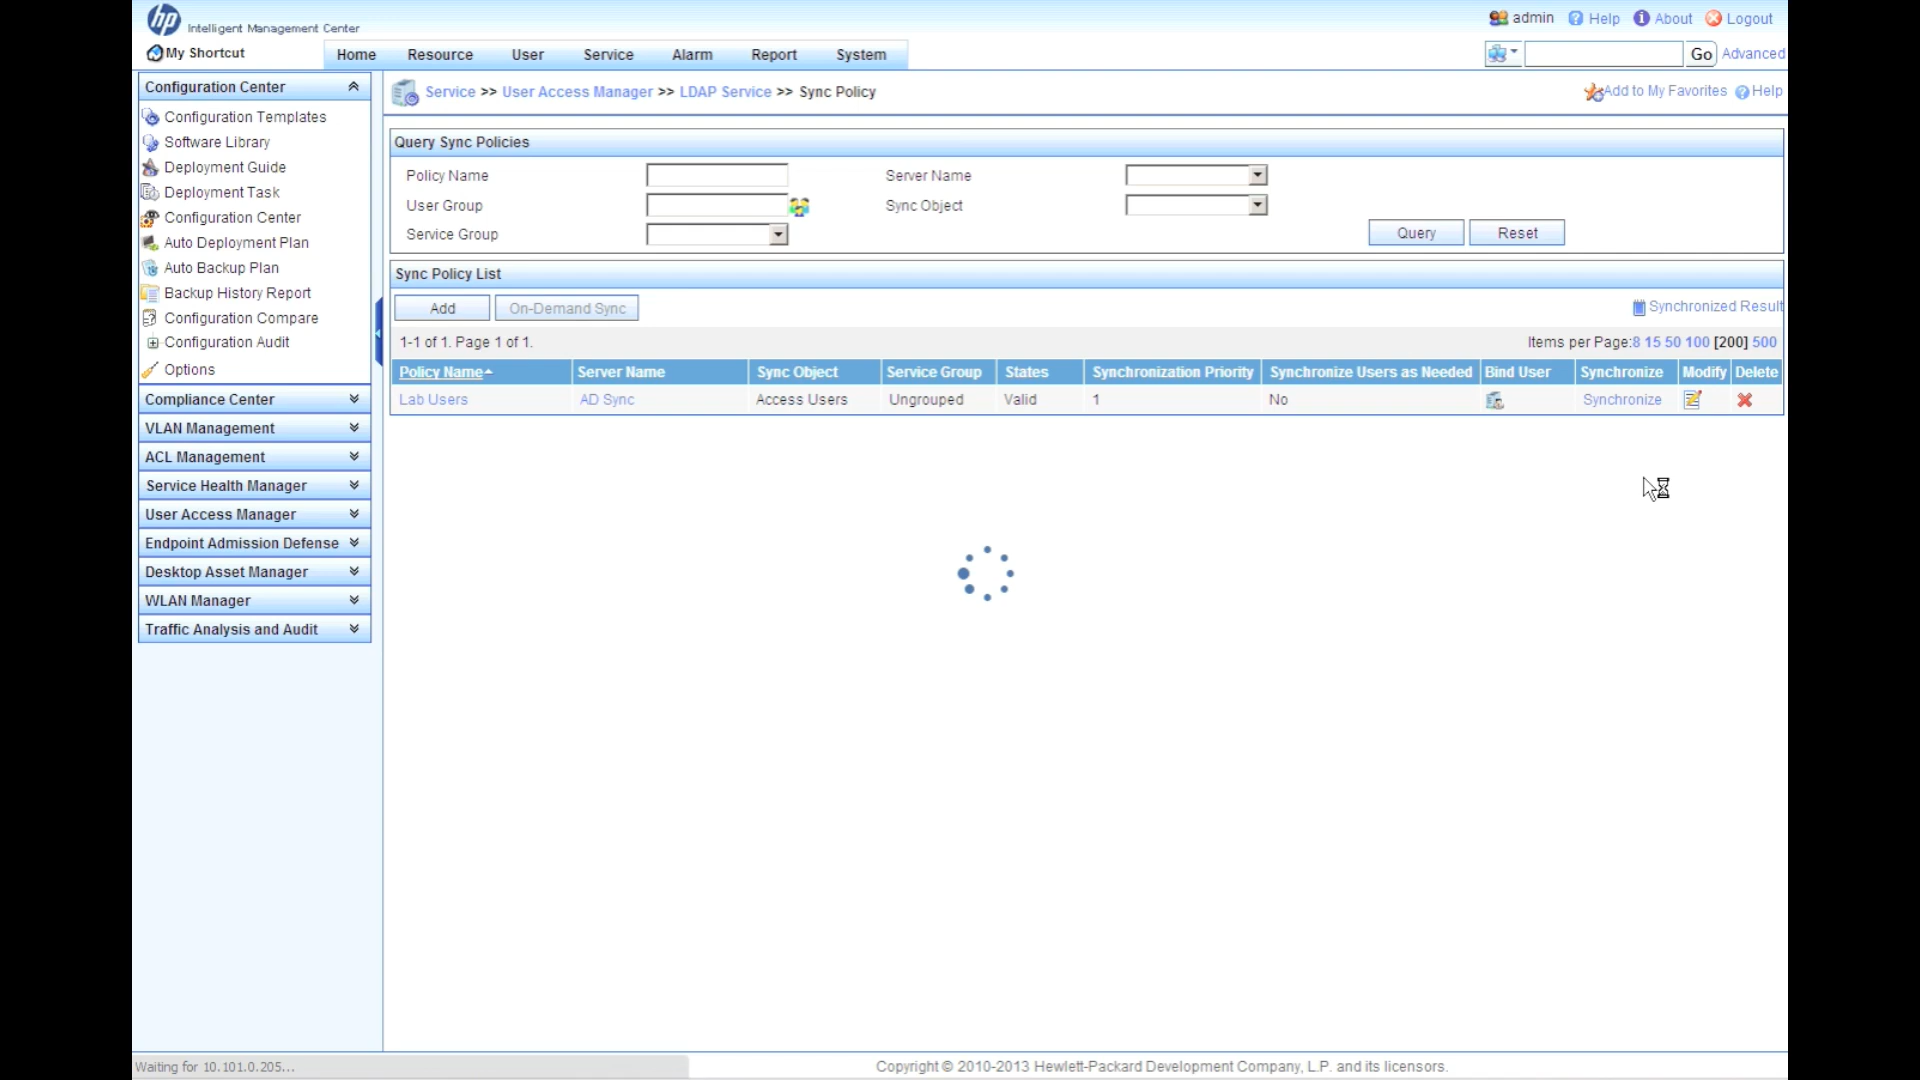 hp Intelligent Management Center
admin Help About Logout
My Shortcut
Home Resource User Service Alarm Report System
Go Advanced
Configuration Center
Configuration Templates
Software Library
Deployment Guide
Deployment Task
Configuration Center
Auto Deployment Plan
Auto Backup Plan
Backup History Report
Configuration Compare
Configuration Audit
Options
Compliance Center
VLAN Management
ACL Management
Service Health Manager
User Access Manager
Endpoint Admission Defense
Desktop Asset Manager
WLAN Manager
Traffic Analysis and Audit
Service >> User Access Manager >> LDAP Service >> Sync Policy
Add to My Favorites Help
Query Sync Policies
Policy Name Server Name
User Group Sync Object
Service Group
Query Reset
Sync Policy List
Add On-Demand Sync
Synchronized Result
1-1 of 1. Page 1 of 1.
Items per Page:8 15 50 100 [200] 500
Policy Name Server Name Sync Object Service Group States Synchronization Priority Synchronize Users as Needed Bind User Synchronize Modify Delete
Lab Users AD Sync Access Users Ungrouped Valid 1 No Synchronize
Waiting for 10.101.0.205...
Copyright © 2010-2013 Hewlett-Packard Development Company, L.P. and its licensors.